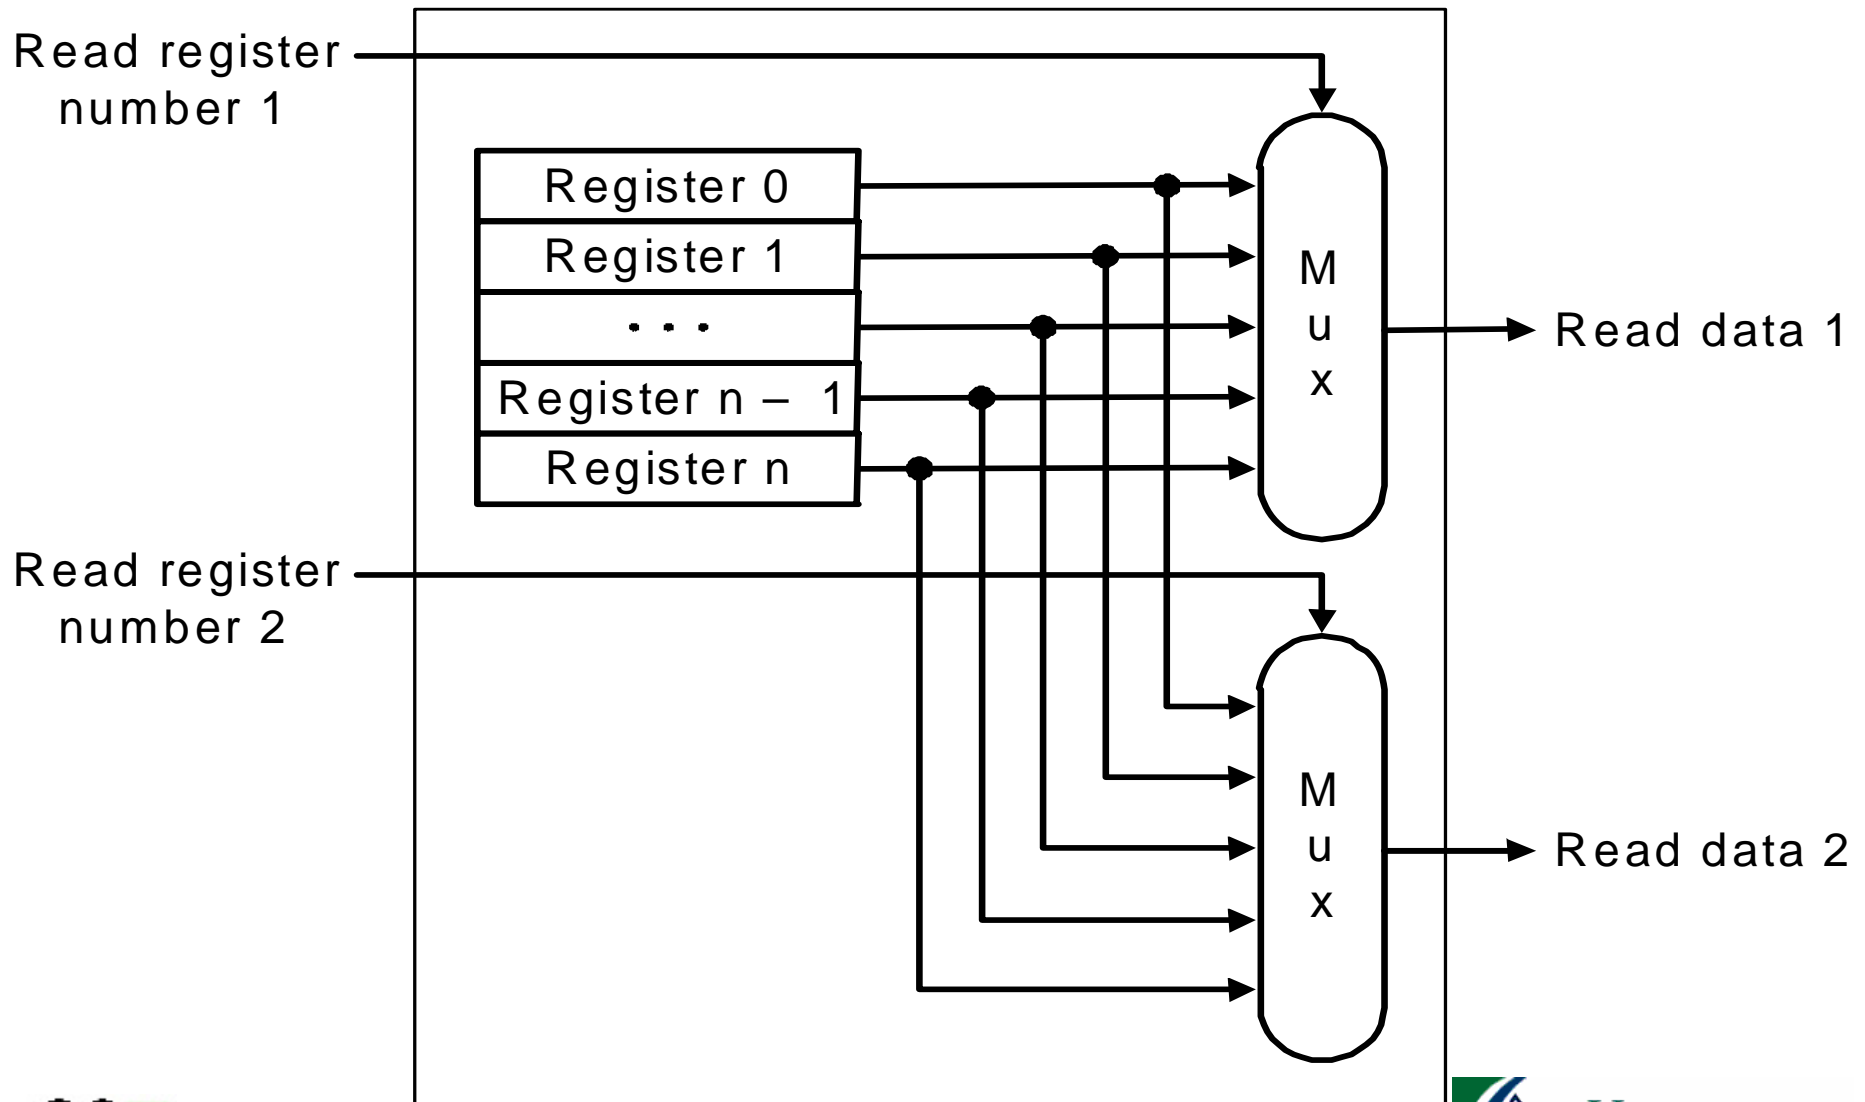 Read register
number 1
Register 0
Register 1
. . .
Register n – 1
Register n
M
u
x
Read data 1
Read register
number 2
M
u
x
Read data 2